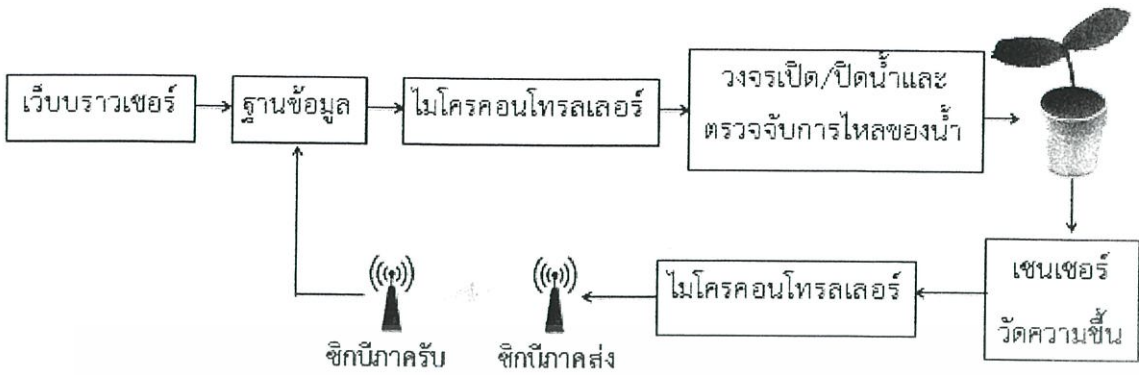 เว็บบราวเซอร์
ฐานข้อมูล
ไมโครคอนโทรลเลอร์
วงจรเปิด/ปิดน้ำและ
ตรวจจับการไหลของน้ำ
เซนเซอร์
วัดความชื้น
ไมโครคอนโทรลเลอร์
ซิกบีภาครับ
ซิกบีภาคส่ง